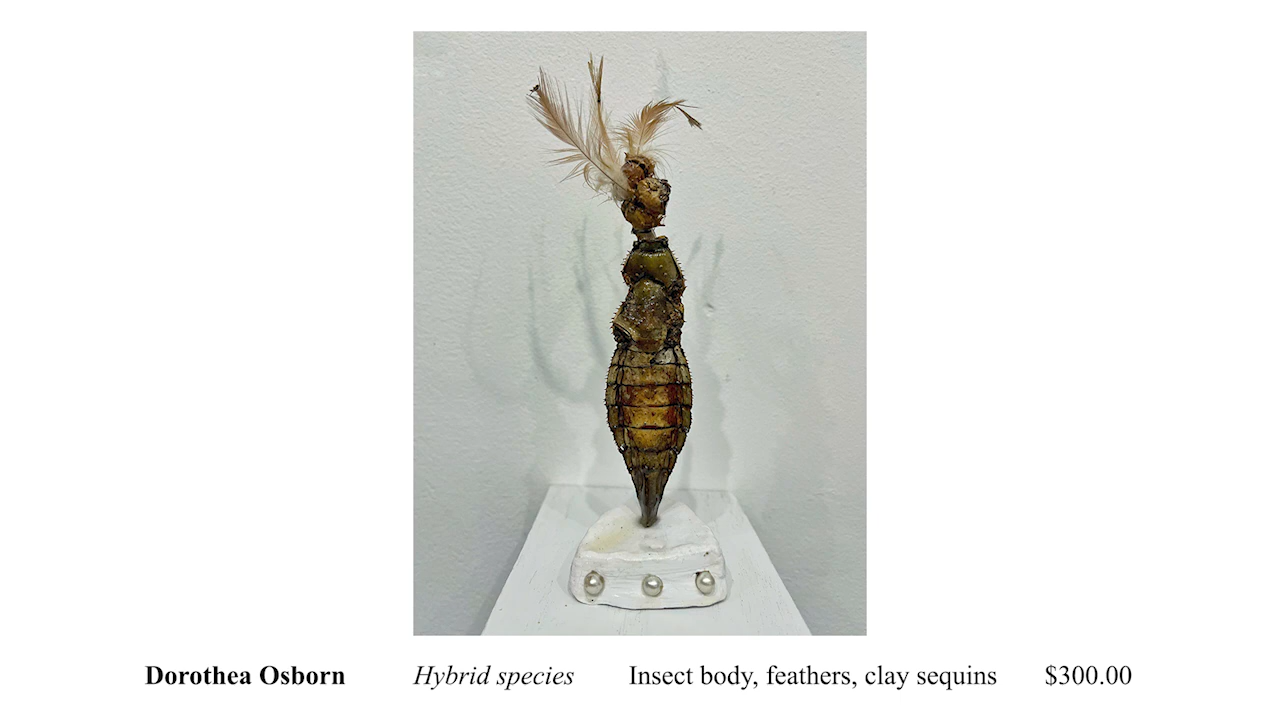 Dorothea Osborn Hybrid species Insect body, feathers, clay sequins $300.00